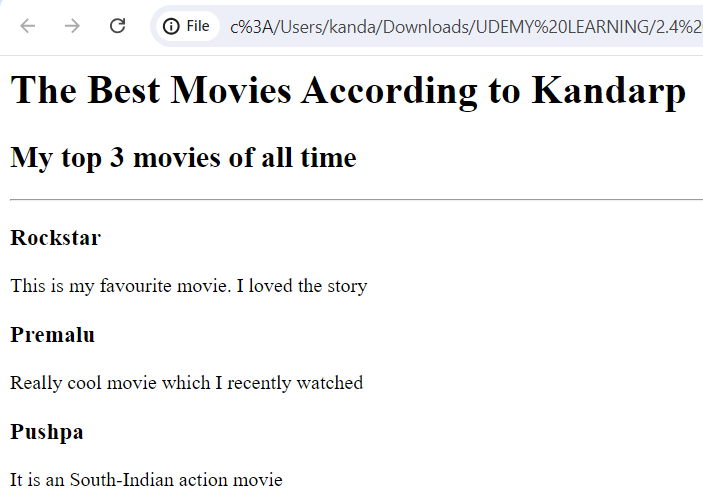 File c%3A/Users/kanda/Downloads/UDEMY%20LEARNING/2.4%20
The Best Movies According to Kandarp
My top 3 movies of all time
Rockstar
This is my favourite movie. I loved the story
Premalu
Really cool movie which I recently watched
Pushpa
It is an South-Indian action movie